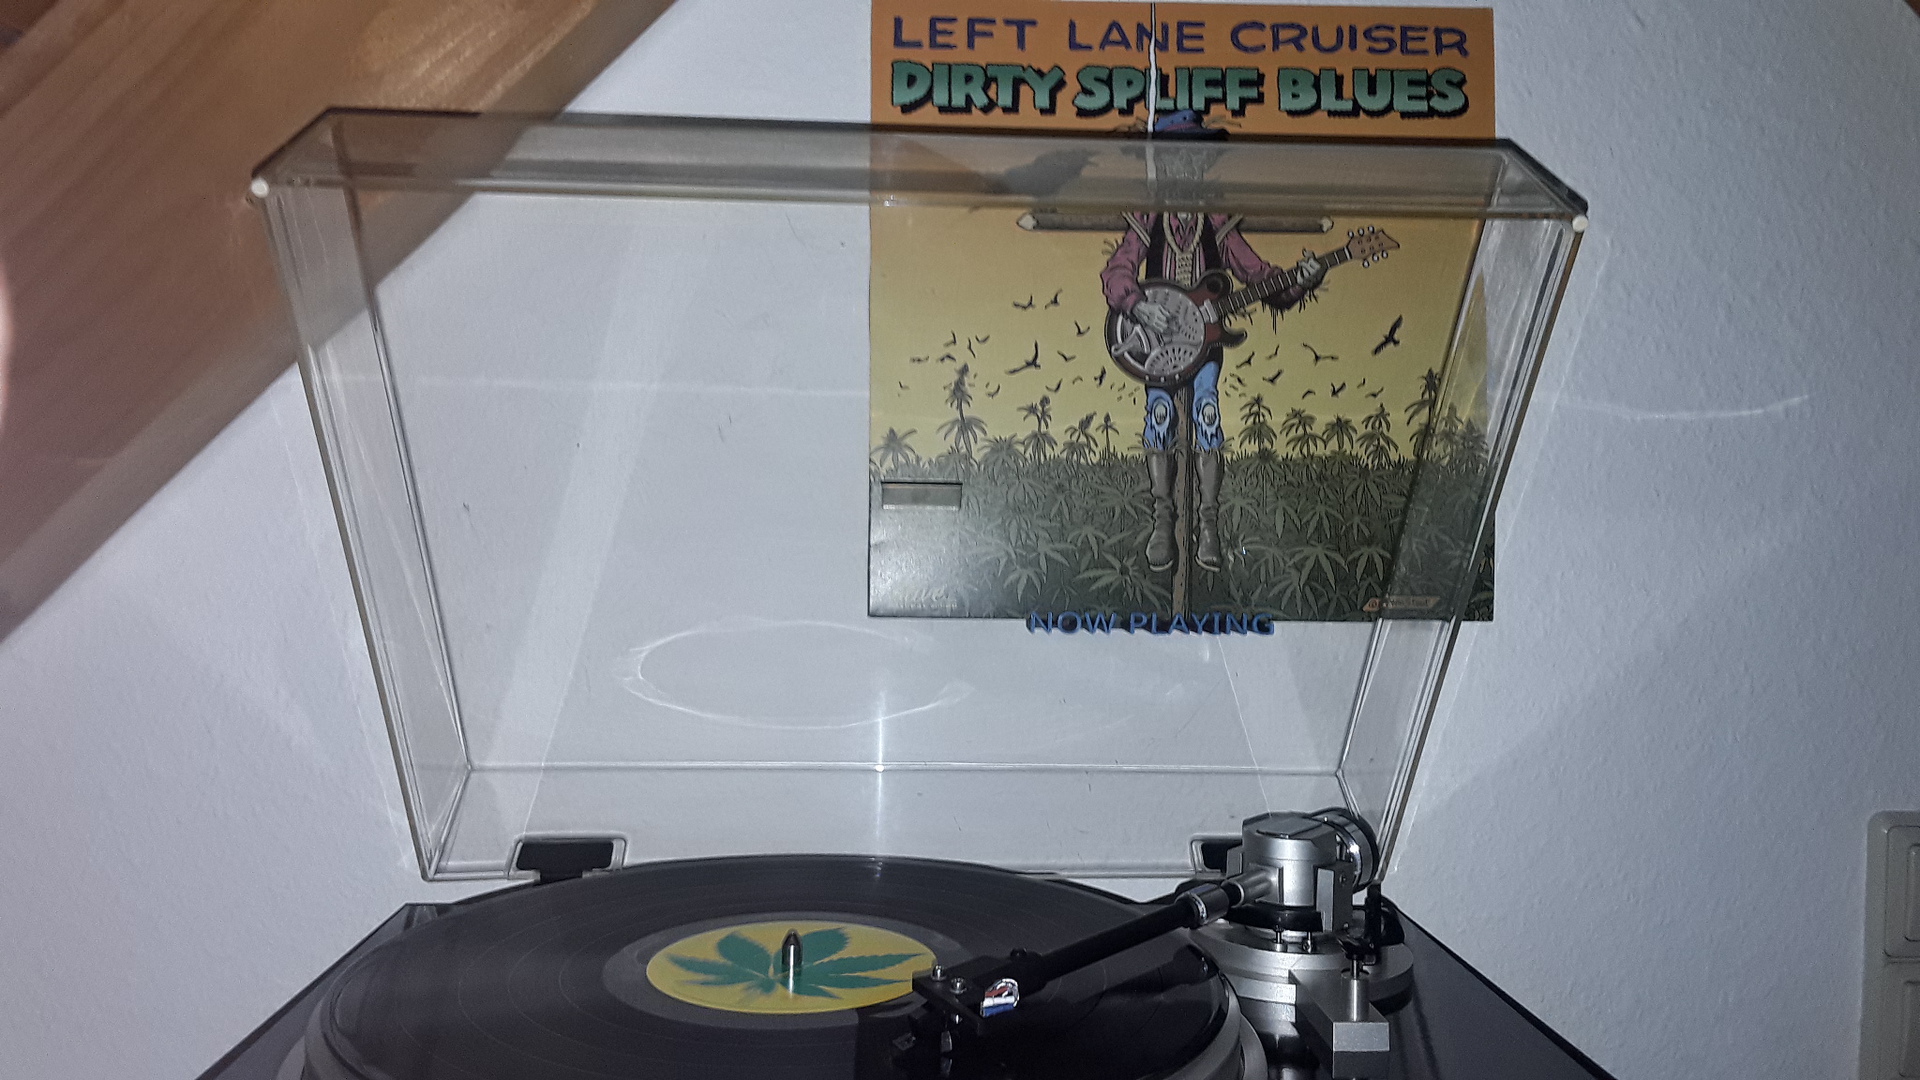 LEFT LANE CRUISER
DIRTY SPLIFF BLUES
NOW PLAYING